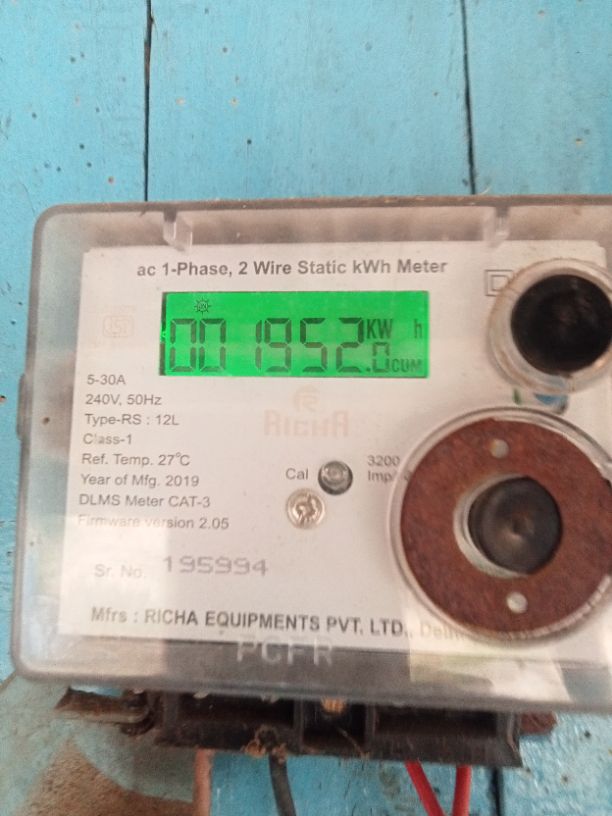 ac 1-Phase, 2 Wire Static kWh Meter
001952.0 KW h CUM
5-30A
240V, 50Hz
Type-RS : 12L
Class-1
Ref. Temp. 27°C
Year of Mfg. 2019
DLMS Meter CAT-3
Firmware version 2.05
RICHA
Cal
3200
Imp/
Sr. No. 195994
Mfrs : RICHA EQUIPMENTS PVT. LTD.,